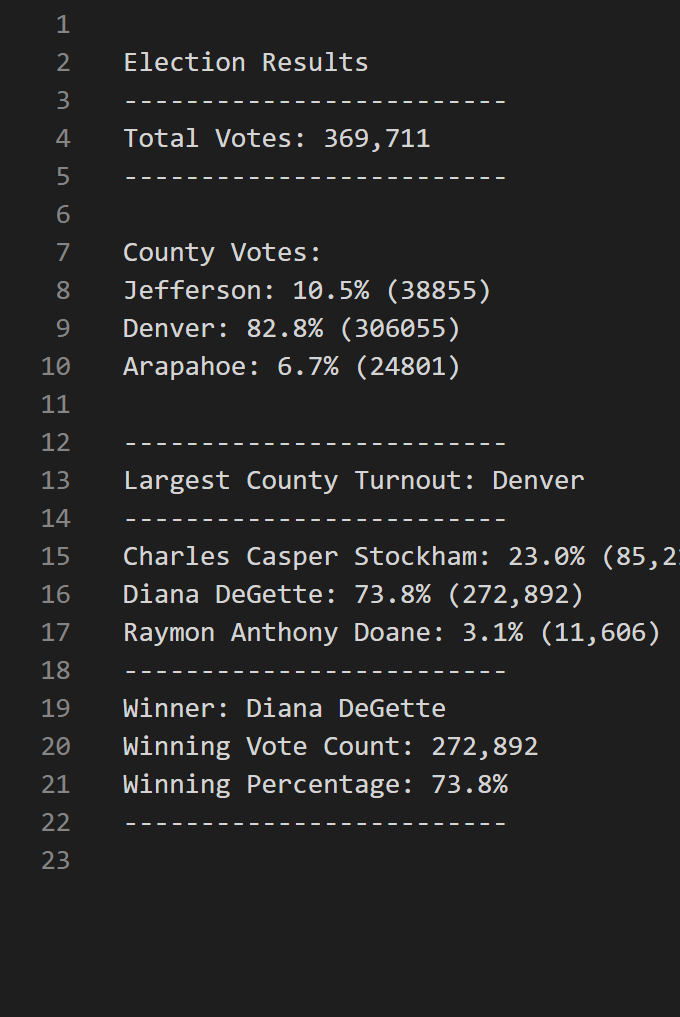 1
2 Election Results
3 -------------------------
4 Total Votes: 369,711
5 -------------------------
6
7 County Votes:
8 Jefferson: 10.5% (38855)
9 Denver: 82.8% (306055)
10 Arapahoe: 6.7% (24801)
11
12 -------------------------
13 Largest County Turnout: Denver
14 -------------------------
15 Charles Casper Stockham: 23.0% (85,2
16 Diana DeGette: 73.8% (272,892)
17 Raymon Anthony Doane: 3.1% (11,606)
18 -------------------------
19 Winner: Diana DeGette
20 Winning Vote Count: 272,892
21 Winning Percentage: 73.8%
22 -------------------------
23